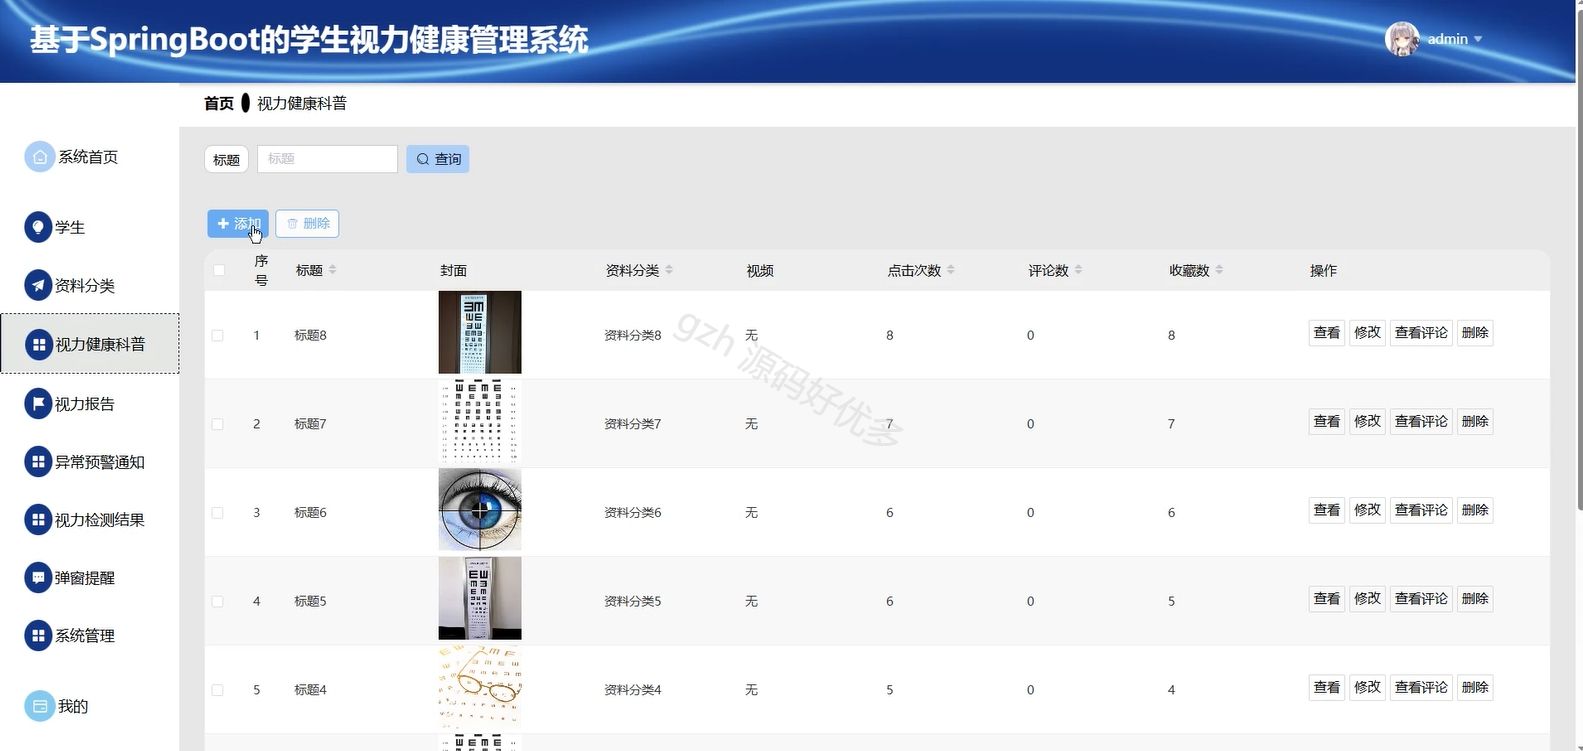 基于SpringBoot的学生视力健康管理系统
admin
首页 视力健康科普
系统首页
学生
资料分类
视力健康科普
视力报告
异常预警通知
视力检测结果
弹窗提醒
系统管理
我的
标题 标题 查询
添加 删除
序号 标题 封面 资料分类 视频 点击次数 评论数 收藏数 操作
1 标题8 资料分类8 无 8 0 8 查看 修改 查看评论 删除
2 标题7 资料分类7 无 7 0 7 查看 修改 查看评论 删除
3 标题6 资料分类6 无 6 0 6 查看 修改 查看评论 删除
4 标题5 资料分类5 无 6 0 5 查看 修改 查看评论 删除
5 标题4 资料分类4 无 5 0 4 查看 修改 查看评论 删除
gzh 源码好优多